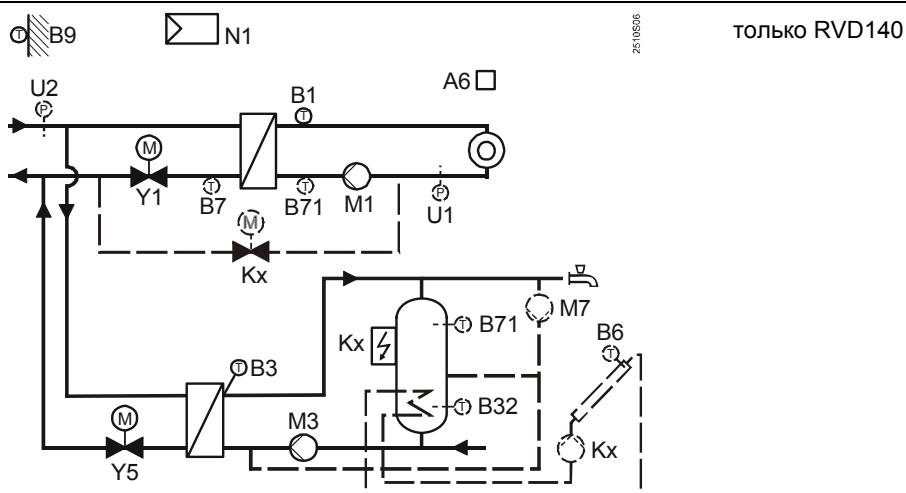 B9
N1
2510S06
только RVD140
U2
P
B1
T
A6
M
Y1
T
B7
T
B71
M1
P
U1
M
Kx
M7
Kx
T
B71
B6
T
T
B3
T
B32
M
Y5
M3
Kx
T